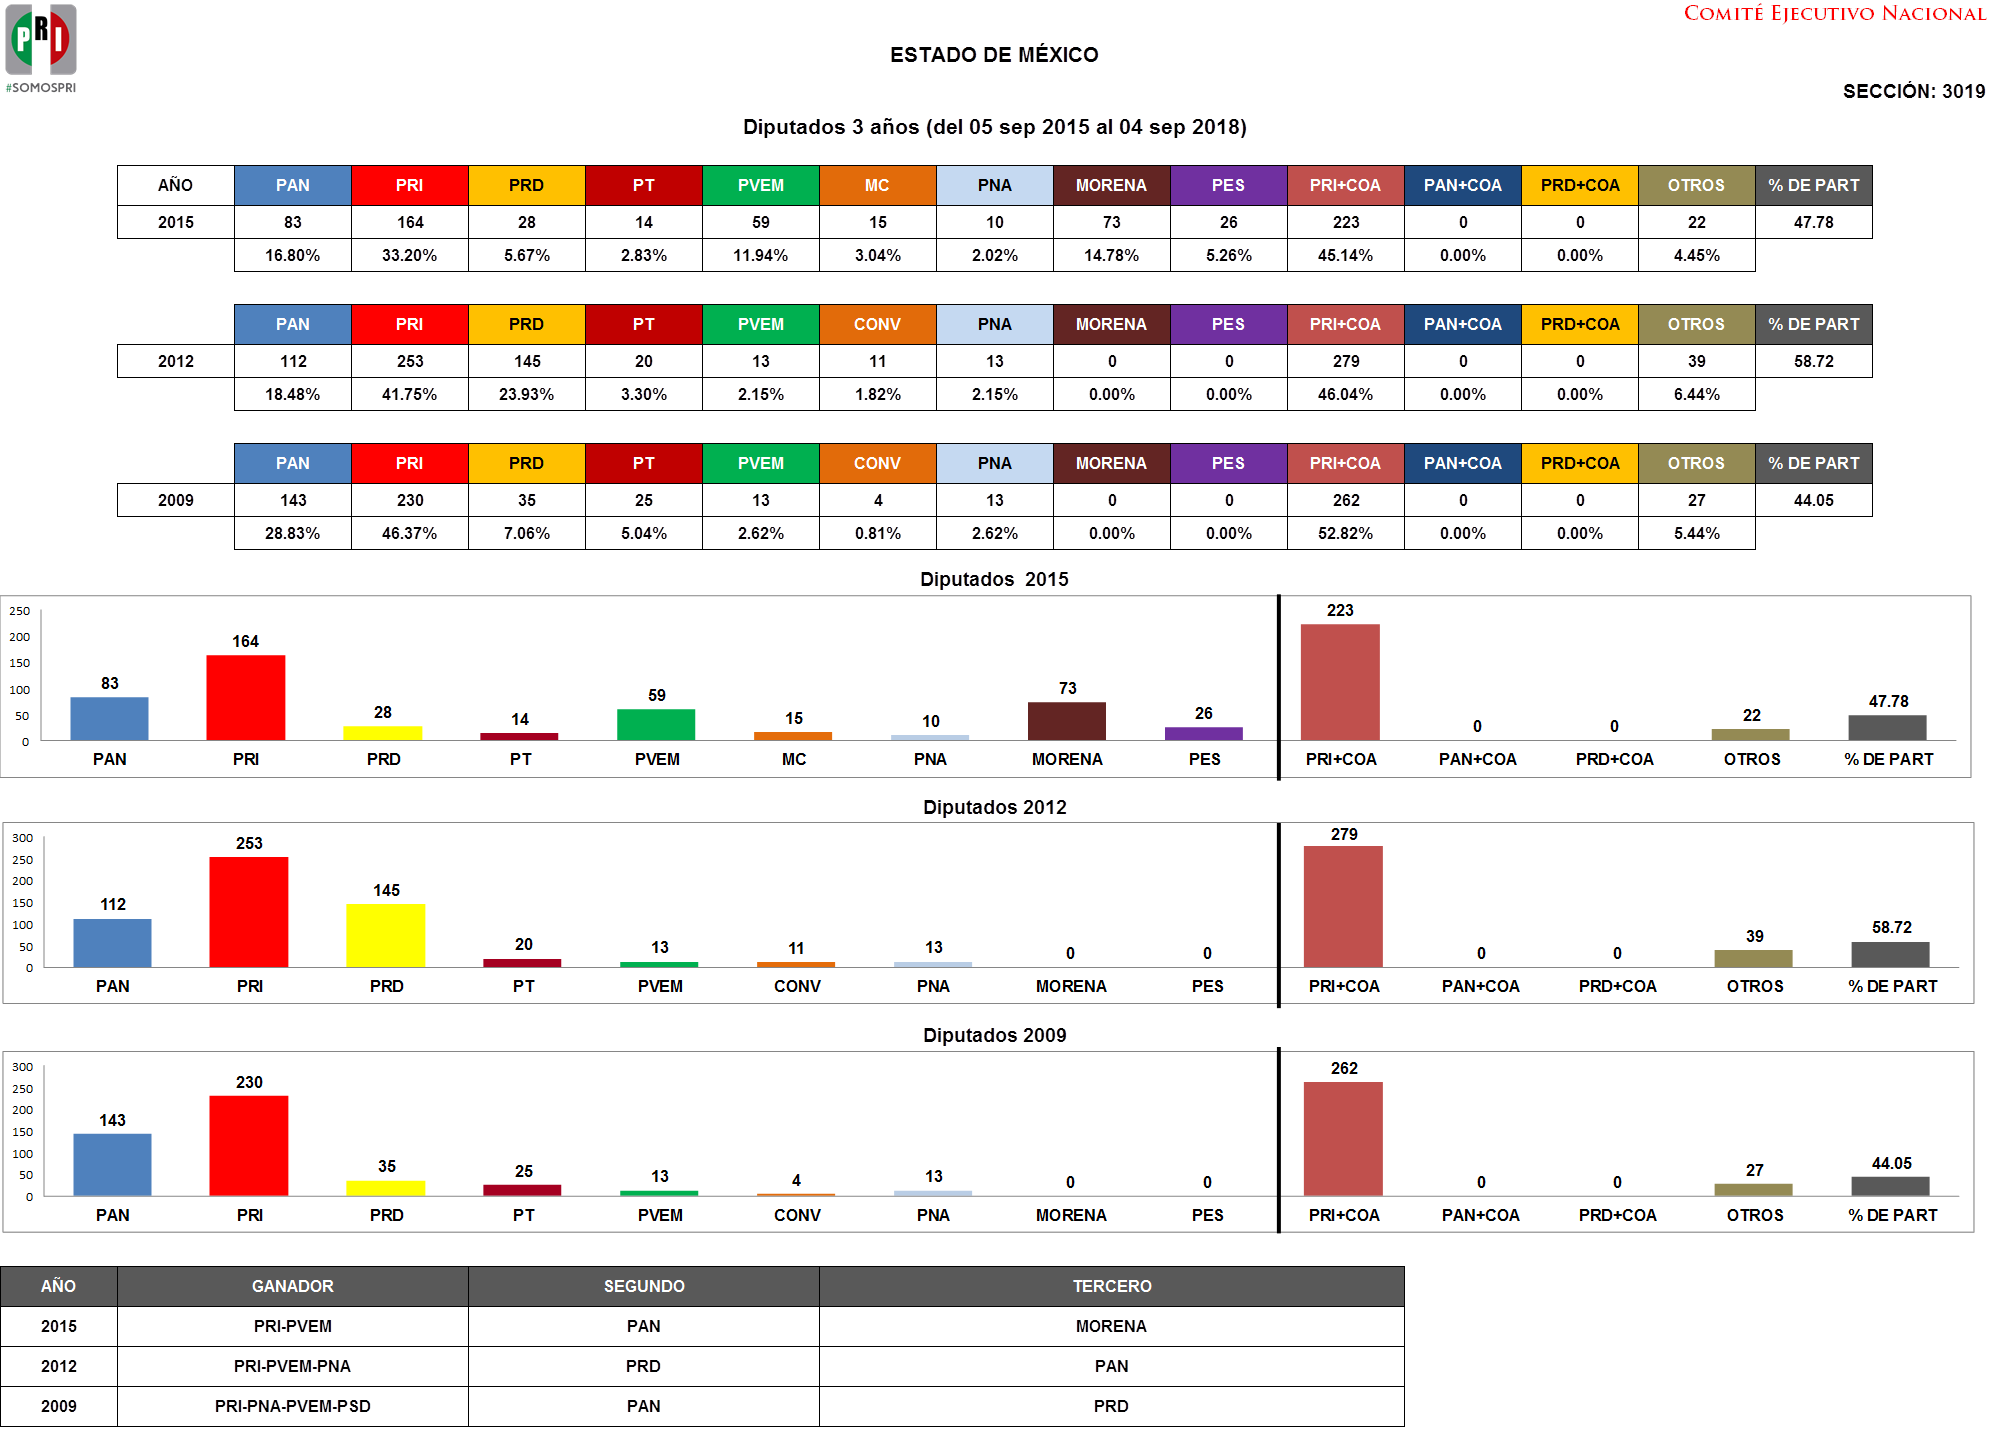 PRI
#SOMOSPRI
COMITÉ EJECUTIVO NACIONAL
ESTADO DE MÉXICO
SECCIÓN: 3019
Diputados 3 años (del 05 sep 2015 al 04 sep 2018)
AÑO PAN PRI PRD PT PVEM MC PNA MORENA PES PRI+COA PAN+COA PRD+COA OTROS % DE PART
2015 83 164 28 14 59 15 10 73 26 223 0 0 22 47.78
16.80% 33.20% 5.67% 2.83% 11.94% 3.04% 2.02% 14.78% 5.26% 45.14% 0.00% 0.00% 4.45%
PAN PRI PRD PT PVEM CONV PNA MORENA PES PRI+COA PAN+COA PRD+COA OTROS % DE PART
2012 112 253 145 20 13 11 13 0 0 279 0 0 39 58.72
18.48% 41.75% 23.93% 3.30% 2.15% 1.82% 2.15% 0.00% 0.00% 46.04% 0.00% 0.00% 6.44%
PAN PRI PRD PT PVEM CONV PNA MORENA PES PRI+COA PAN+COA PRD+COA OTROS % DE PART
2009 143 230 35 25 13 4 13 0 0 262 0 0 27 44.05
28.83% 46.37% 7.06% 5.04% 2.62% 0.81% 2.62% 0.00% 0.00% 52.82% 0.00% 0.00% 5.44%
Diputados 2015
250
200
150
100
50
0
83 164 28 14 59 15 10 73 26 223 0 0 22 47.78
PAN PRI PRD PT PVEM MC PNA MORENA PES PRI+COA PAN+COA PRD+COA OTROS % DE PART
Diputados 2012
300
250
200
150
100
50
0
112 253 145 20 13 11 13 0 0 279 0 0 39 58.72
PAN PRI PRD PT PVEM CONV PNA MORENA PES PRI+COA PAN+COA PRD+COA OTROS % DE PART
Diputados 2009
300
250
200
150
100
50
0
143 230 35 25 13 4 13 0 0 262 0 0 27 44.05
PAN PRI PRD PT PVEM CONV PNA MORENA PES PRI+COA PAN+COA PRD+COA OTROS % DE PART
AÑO GANADOR SEGUNDO TERCERO
2015 PRI-PVEM PAN MORENA
2012 PRI-PVEM-PNA PRD PAN
2009 PRI-PNA-PVEM-PSD PAN PRD